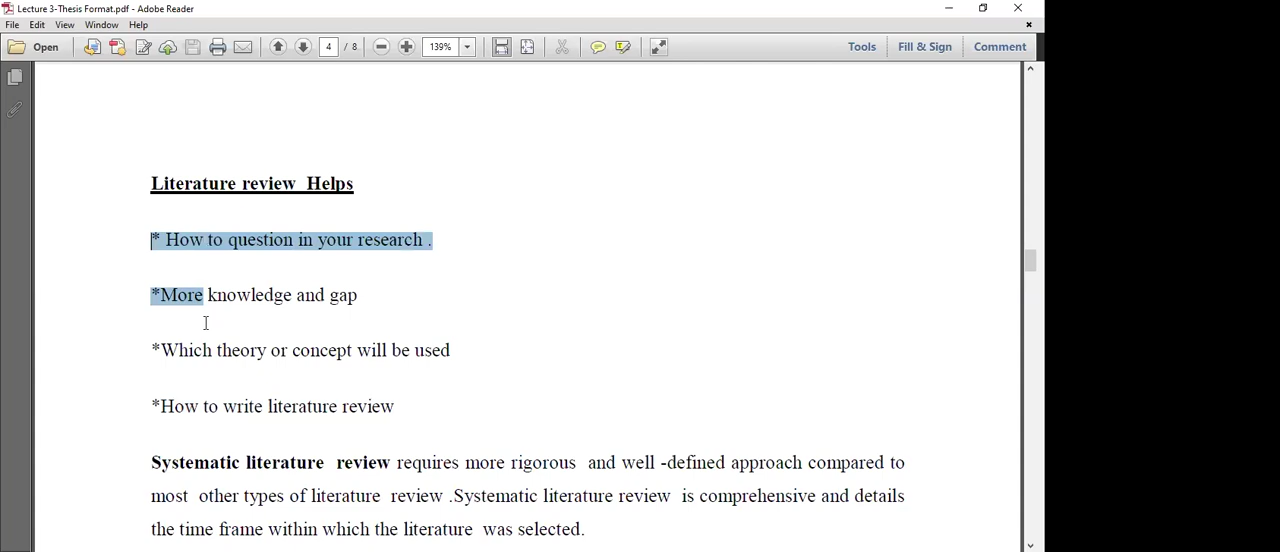 Lecture 3-Thesis Format.pdf - Adobe Reader
File Edit View Window Help
Open 4 / 8 139% Tools Fill & Sign Comment
Literature review Helps
* How to question in your research .
*More knowledge and gap
*Which theory or concept will be used
*How to write literature review
Systematic literature review requires more rigorous and well -defined approach compared to
most other types of literature review .Systematic literature review is comprehensive and details
the time frame within which the literature was selected.